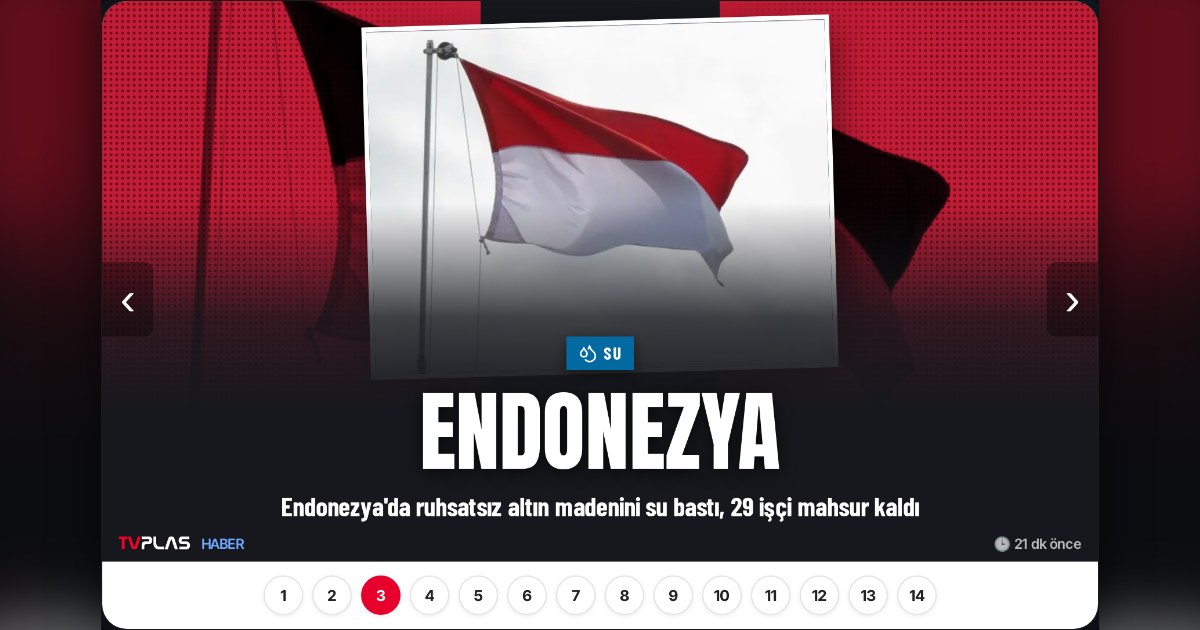 SU
ENDONEZYA
Endonezya'da ruhsatsız altın madenini su bastı, 29 işçi mahsur kaldı
TVPLAS HABER
21 dk önce
1 2 3 4 5 6 7 8 9 10 11 12 13 14